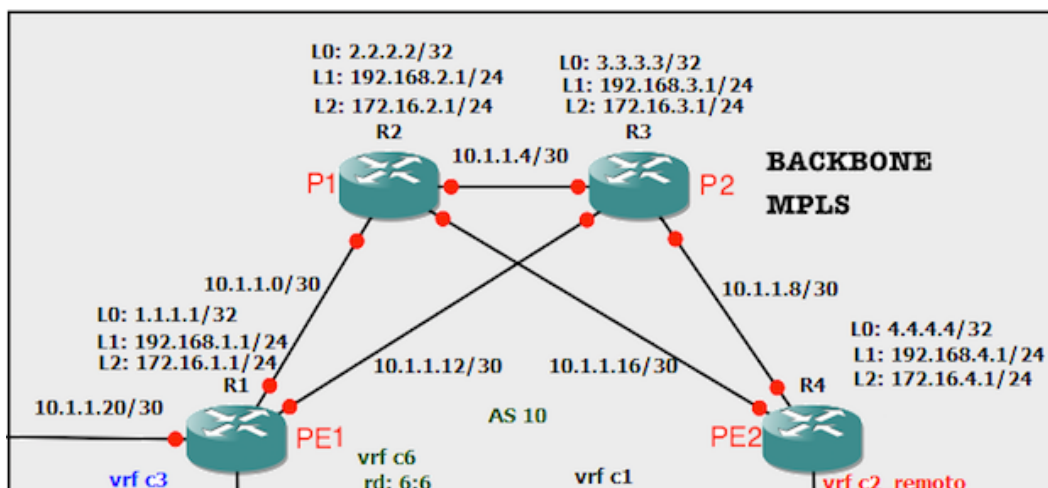 L0: 2.2.2.2/32
L1: 192.168.2.1/24
L2: 172.16.2.1/24
R2
L0: 3.3.3.3/32
L1: 192.168.3.1/24
L2: 172.16.3.1/24
R3
10.1.1.4/30
P1
P2
BACKBONE
MPLS
10.1.1.0/30
10.1.1.8/30
L0: 1.1.1.1/32
L1: 192.168.1.1/24
L2: 172.16.1.1/24
R1
10.1.1.12/30
10.1.1.16/30
L0: 4.4.4.4/32
L1: 192.168.4.1/24
L2: 172.16.4.1/24
R4
10.1.1.20/30
AS 10
PE1
PE2
vrf c3
vrf c6
rd: 6:6
vrf c1
vrf c2 remoto